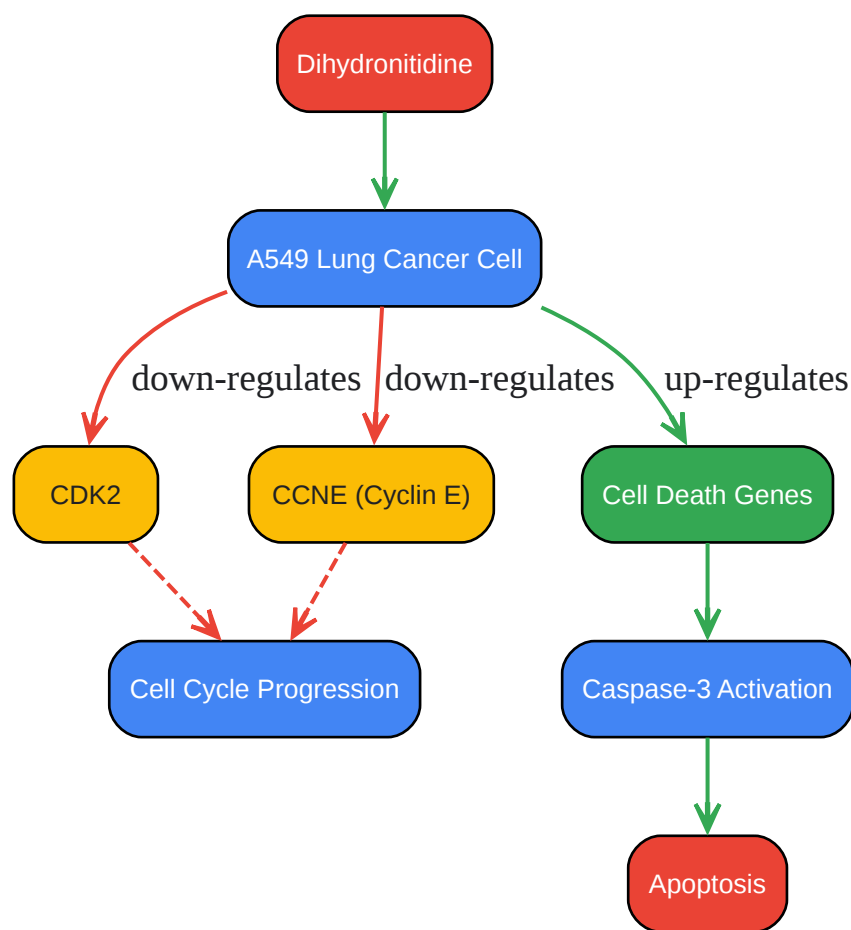 Dihydronitidine
A549 Lung Cancer Cell
down-regulates
down-regulates
up-regulates
CDK2
CCNE (Cyclin E)
Cell Death Genes
Cell Cycle Progression
Caspase-3 Activation
Apoptosis